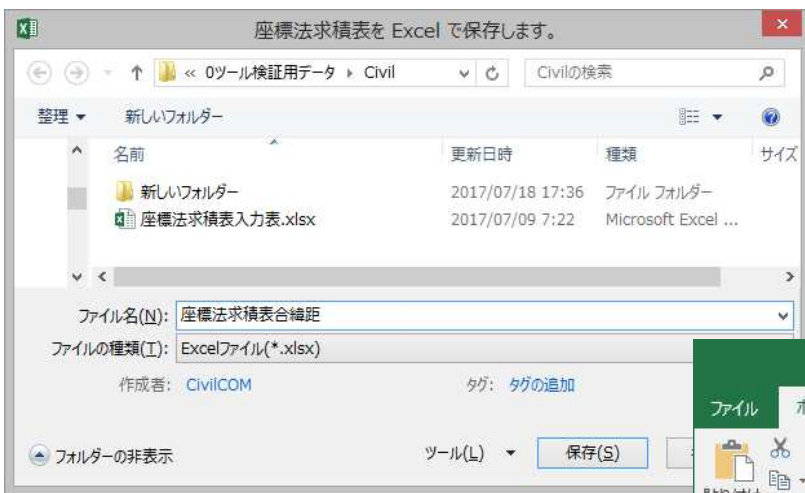 座標法求積表を Excel で保存します。
« 0ツール検証用データ ▸ Civil
Civilの検索
整理 ▼ 新しいフォルダー
名前 更新日時 種類 サイズ
新しいフォルダー 2017/07/18 17:36 ファイル フォルダー
座標法求積表入力表.xlsx 2017/07/09 7:22 Microsoft Excel ...
ファイル名(N): 座標法求積表合緯距
ファイルの種類(T): Excelファイル(*.xlsx)
作成者: CivilCOM タグ: タグの追加
ファイル
フォルダーの非表示 ツール(L) ▼ 保存(S)